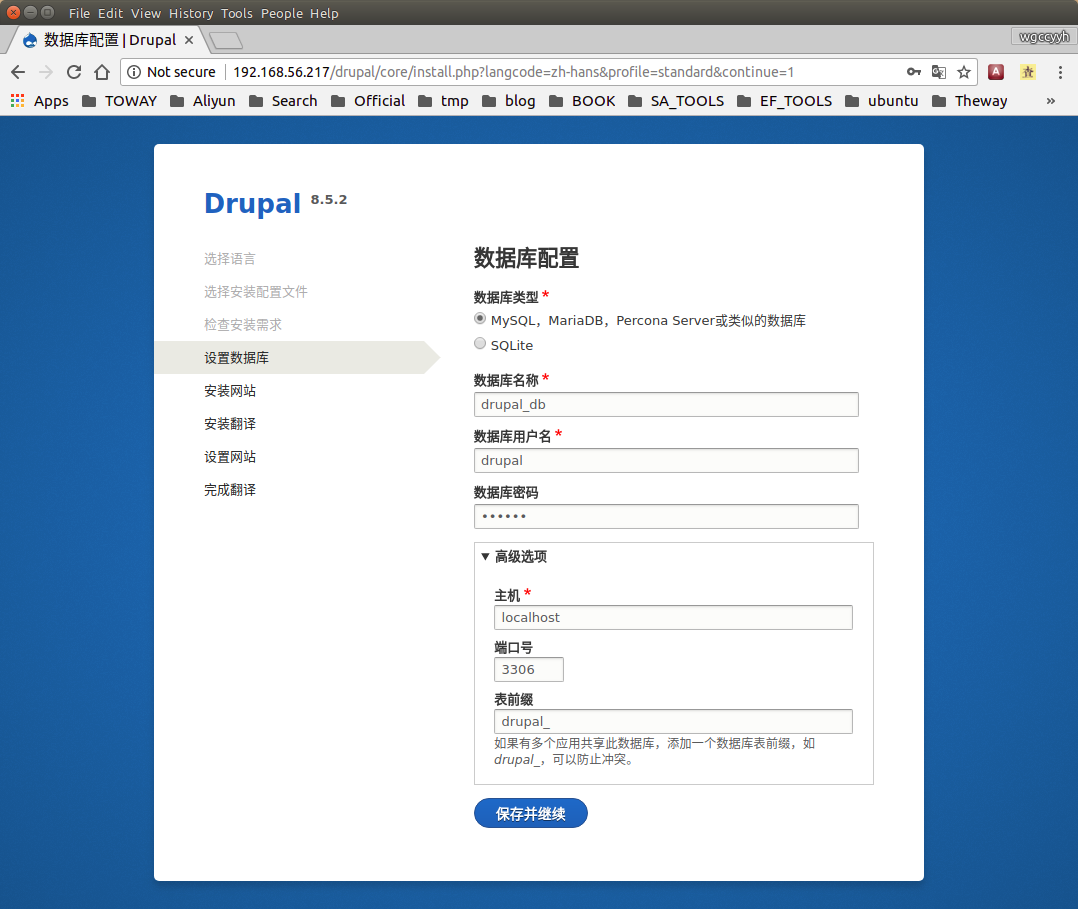 File Edit View History Tools People Help
数据库配置 | Drupal
wgccyyh
Not secure 192.168.56.217/drupal/core/install.php?langcode=zh-hans&profile=standard&continue=1
Apps TOWAY Aliyun Search Official tmp blog BOOK SA_TOOLS EF_TOOLS ubuntu Theway »
Drupal 8.5.2
选择语言
选择安装配置文件
检查安装需求
设置数据库
安装网站
安装翻译
设置网站
完成翻译
数据库配置
数据库类型 *
MySQL，MariaDB，Percona Server或类似的数据库
SQLite
数据库名称 *
drupal_db
数据库用户名 *
drupal
数据库密码
••••••
▼ 高级选项
主机 *
localhost
端口号
3306
表前缀
drupal_
如果有多个应用共享此数据库，添加一个数据库表前缀，如
drupal_，可以防止冲突。
保存并继续